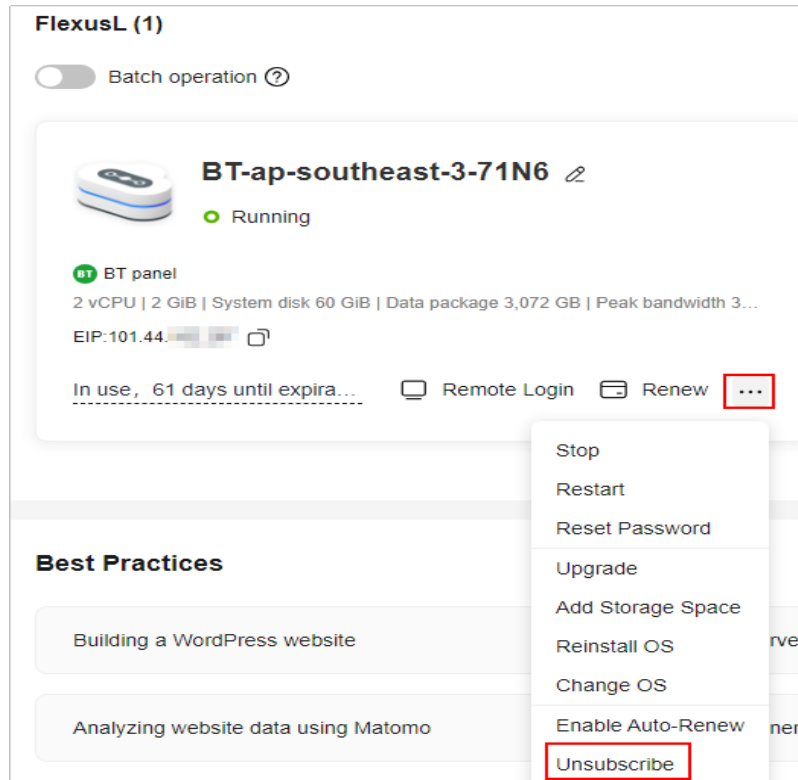 FlexusL (1)
Batch operation ?
BT-ap-southeast-3-71N6
Running
BT BT panel
2 vCPU | 2 GiB | System disk 60 GiB | Data package 3,072 GB | Peak bandwidth 3...
EIP:101.44.
In use, 61 days until expira... Remote Login Renew ...
Stop
Restart
Reset Password
Upgrade
Add Storage Space
Reinstall OS
Change OS
Enable Auto-Renew
Unsubscribe
Best Practices
Building a WordPress website
Analyzing website data using Matomo